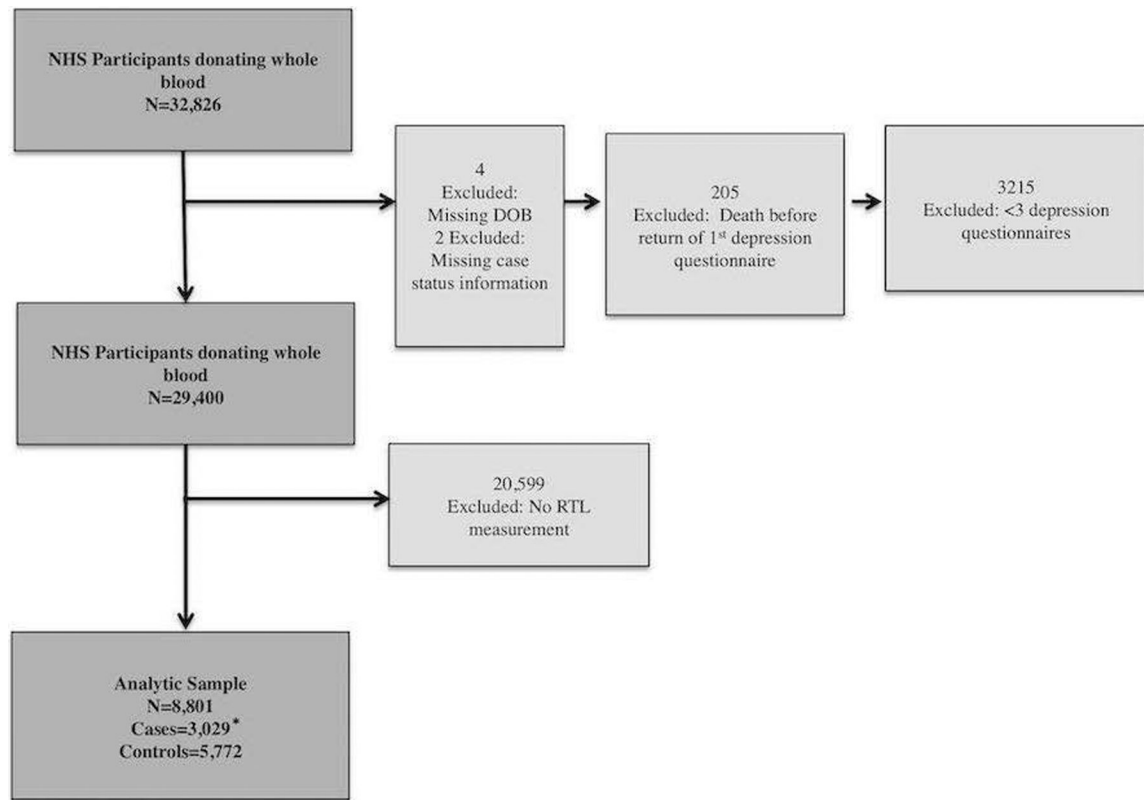 NHS Participants donating whole
blood
N=32,826
4
Excluded:
Missing DOB
2 Excluded:
Missing case
status information
205
Excluded: Death before
return of 1st depression
questionnaire
3215
Excluded: <3 depression
questionnaires
NHS Participants donating whole
blood
N=29,400
20,599
Excluded: No RTL
measurement
Analytic Sample
N=8,801
Cases=3,029*
Controls=5,772